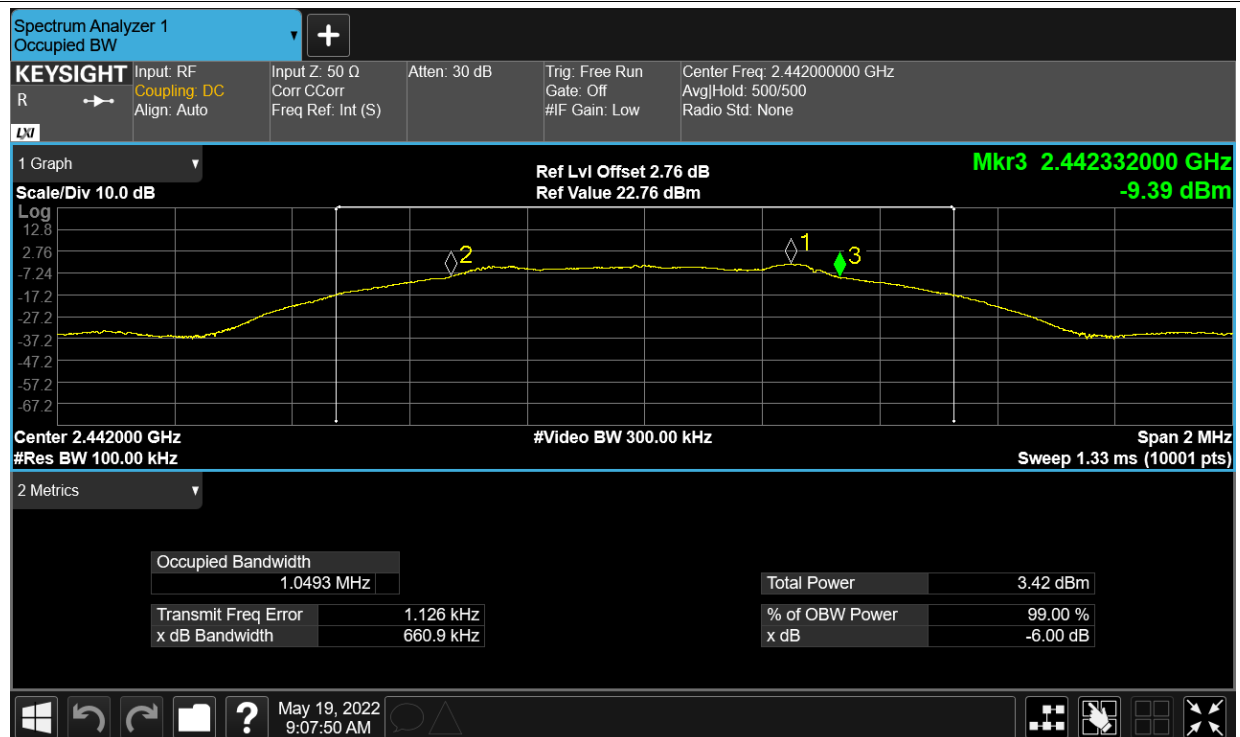 Spectrum Analyzer 1
Occupied BW
+
KEYSIGHT Input: RF Input Z: 50 Ω Atten: 30 dB Trig: Free Run Center Freq: 2.442000000 GHz
R Coupling: DC Corr CCorr Gate: Off Avg|Hold: 500/500
Align: Auto Freq Ref: Int (S) #IF Gain: Low Radio Std: None
LXI
1 Graph Ref Lvl Offset 2.76 dB Mkr3 2.442332000 GHz
Scale/Div 10.0 dB Ref Value 22.76 dBm -9.39 dBm
Log
12.8
2.76
-7.24
-17.2
-27.2
-37.2
-47.2
-57.2
-67.2
2
1
3
Center 2.442000 GHz #Video BW 300.00 kHz Span 2 MHz
#Res BW 100.00 kHz Sweep 1.33 ms (10001 pts)
2 Metrics
Occupied Bandwidth
1.0493 MHz Total Power 3.42 dBm
Transmit Freq Error 1.126 kHz % of OBW Power 99.00 %
x dB Bandwidth 660.9 kHz x dB -6.00 dB
? May 19, 2022
9:07:50 AM